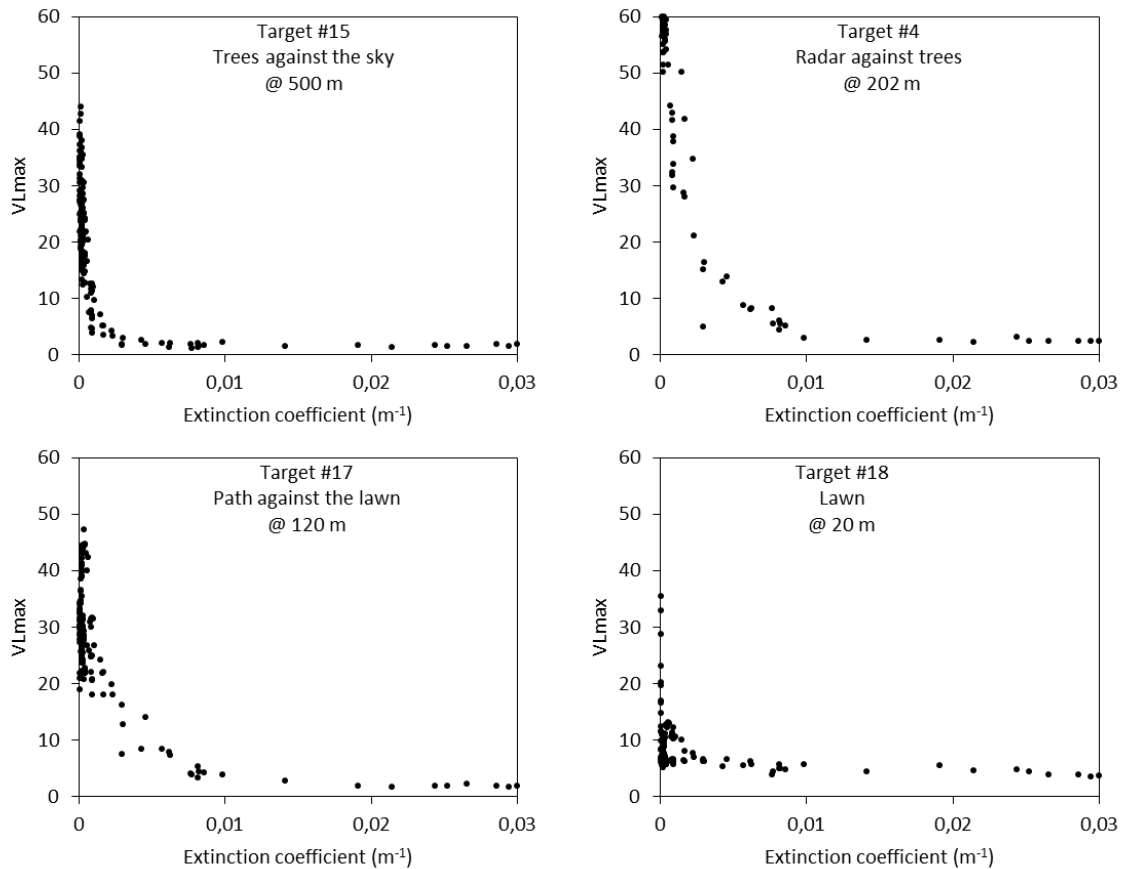 Target #15
Trees against the sky
@ 500 m
VLmax
60
50
40
30
20
10
0
0 0,01 0,02 0,03
Extinction coefficient (m⁻¹)
Target #4
Radar against trees
@ 202 m
VLmax
60
50
40
30
20
10
0
0 0,01 0,02 0,03
Extinction coefficient (m⁻¹)
Target #17
Path against the lawn
@ 120 m
VLmax
60
50
40
30
20
10
0
0 0,01 0,02 0,03
Extinction coefficient (m⁻¹)
Target #18
Lawn
@ 20 m
VLmax
60
50
40
30
20
10
0
0 0,01 0,02 0,03
Extinction coefficient (m⁻¹)